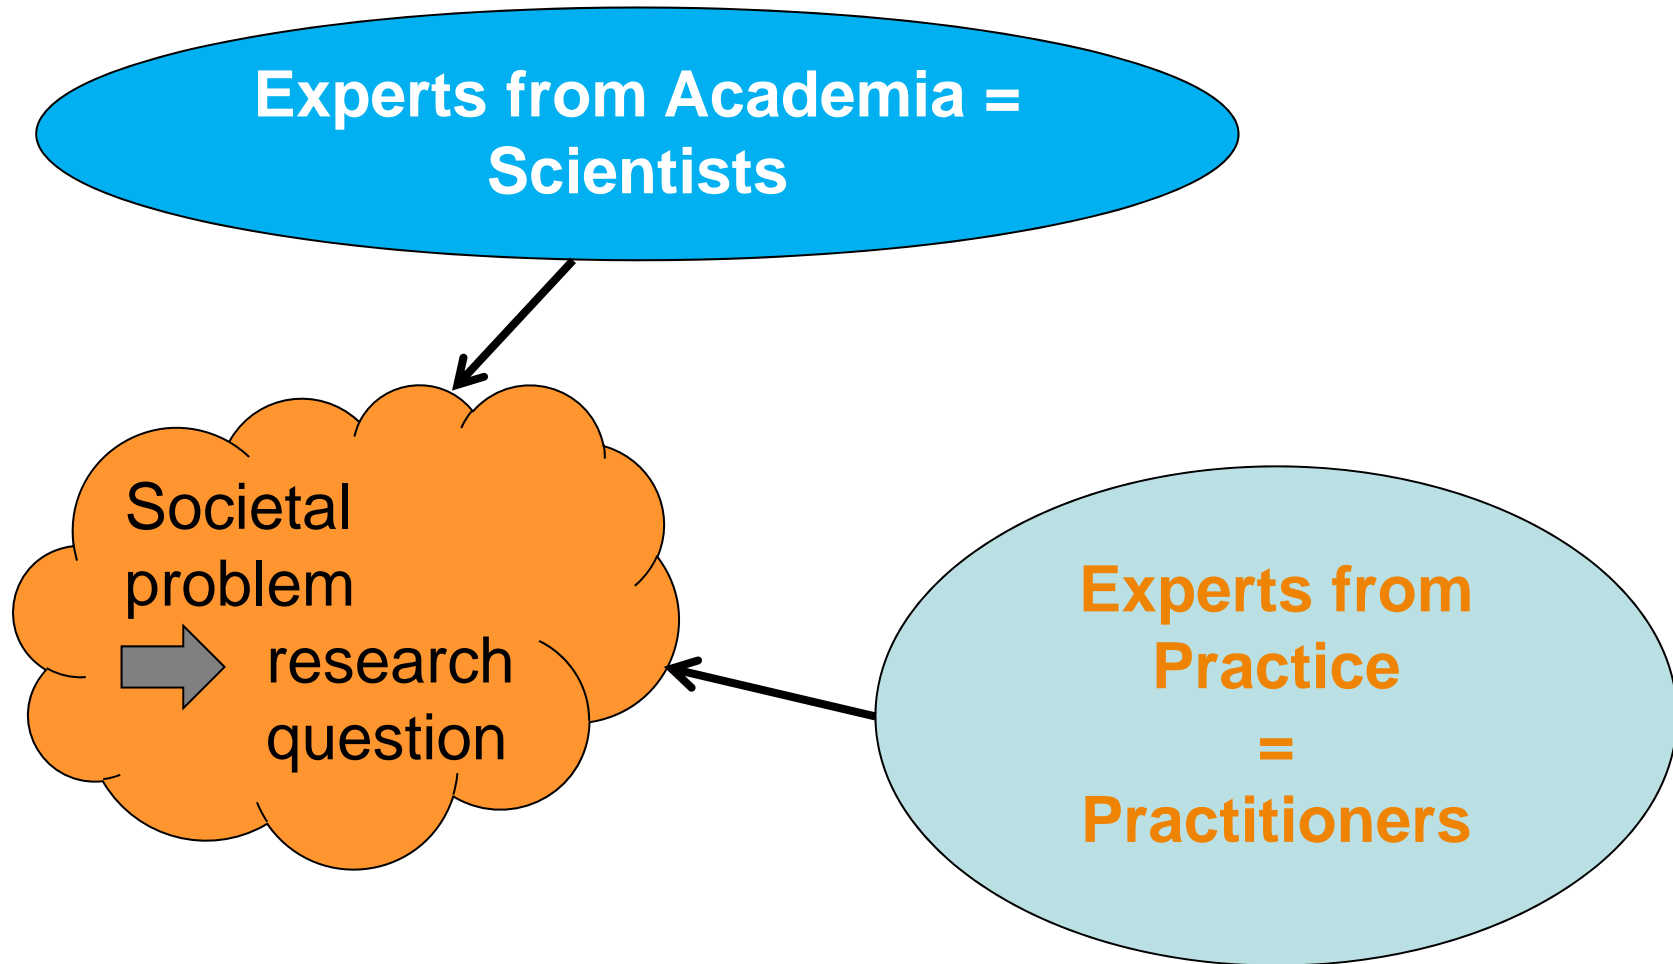 Experts from Academia =
Scientists
Societal
problem
research
question
Experts from
Practice
=
Practitioners